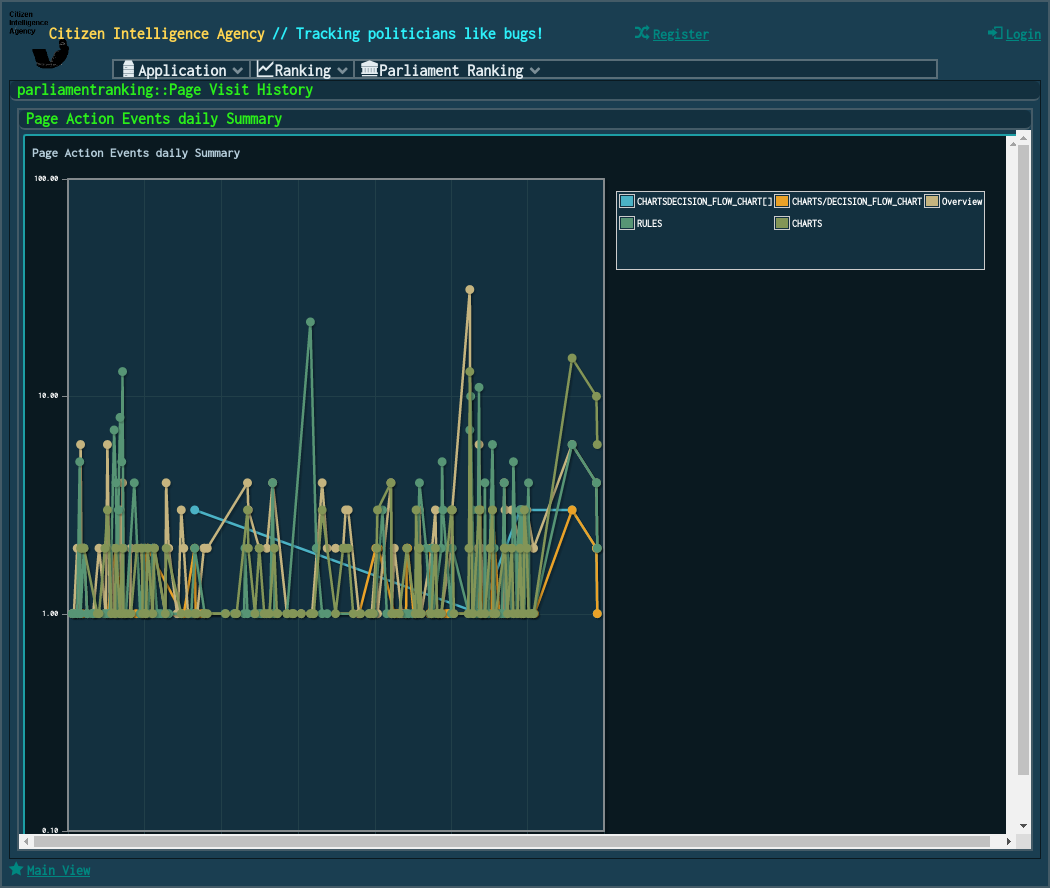 Citizen
Intelligence
Agency
Citizen Intelligence Agency // Tracking politicians like bugs!
Register
Login
Application
Ranking
Parliament Ranking
parliamentranking::Page Visit History
Page Action Events daily Summary
Page Action Events daily Summary
100.00
10.00
1.00
0.10
CHARTSDECISION_FLOW_CHART[]
CHARTS/DECISION_FLOW_CHART
Overview
RULES
CHARTS
Main View